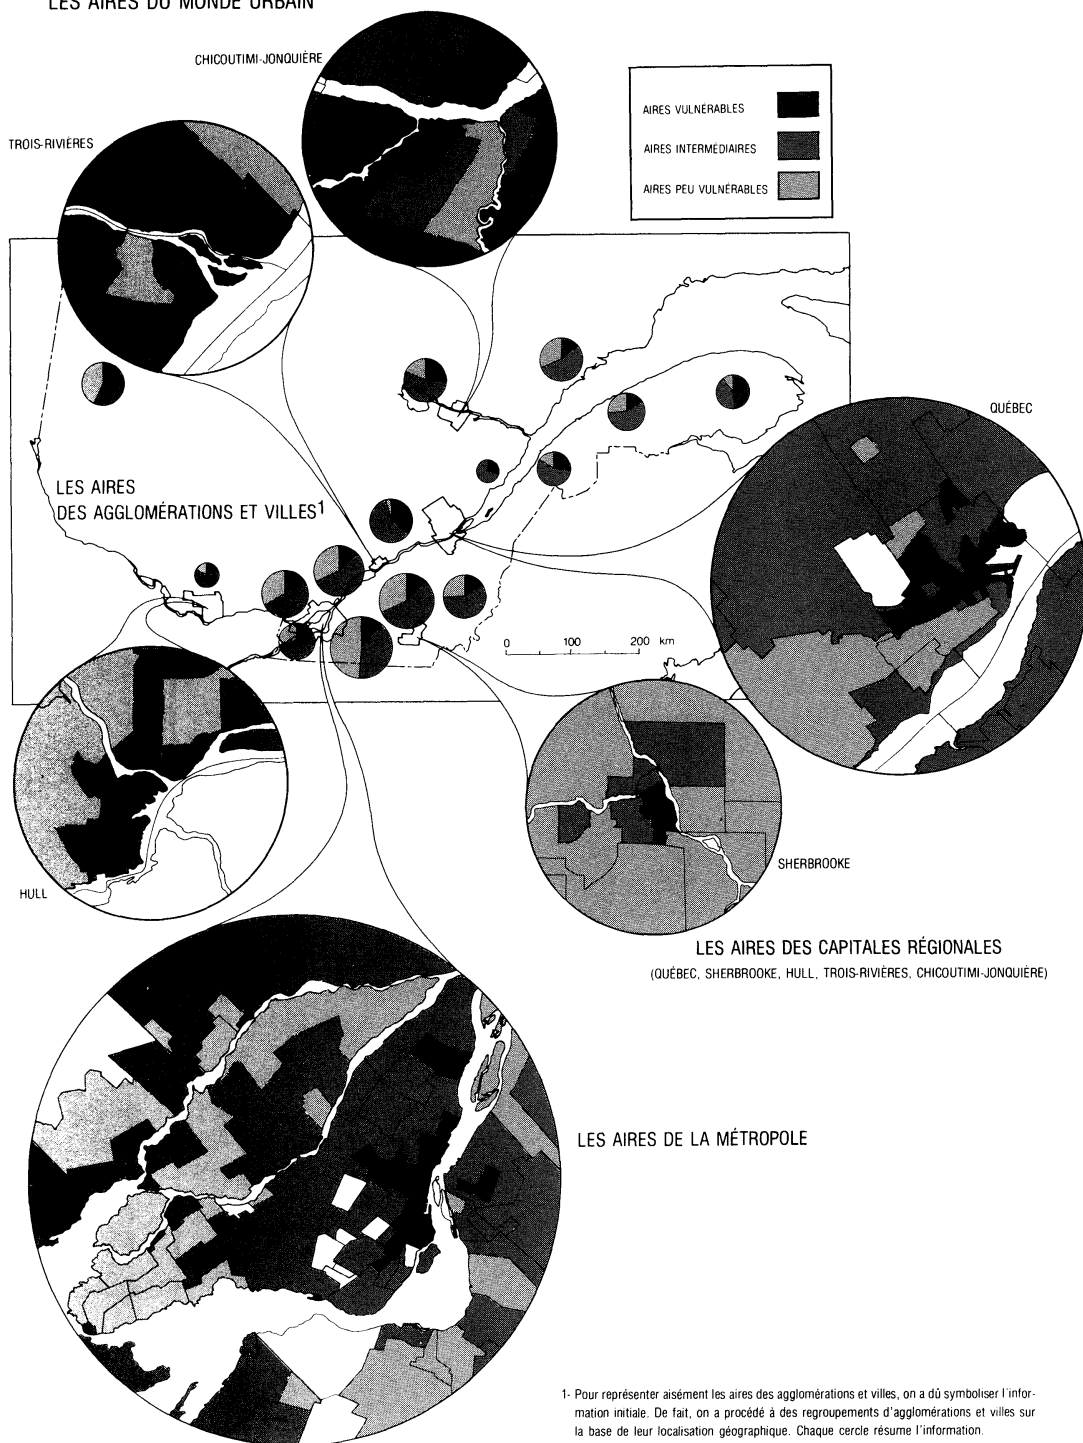 LES AIRES DU MONDE URBAIN
CHICOUTIMI-JONQUIÈRE
TROIS-RIVIÈRES
AIRES VULNÉRABLES
AIRES INTERMÉDIAIRES
AIRES PEU VULNÉRABLES
QUÉBEC
LES AIRES
DES AGGLOMÉRATIONS ET VILLES1
0 100 200 km
HULL
SHERBROOKE
LES AIRES DES CAPITALES RÉGIONALES
(QUÉBEC, SHERBROOKE, HULL, TROIS-RIVIÈRES, CHICOUTIMI-JONQUIÈRE)
LES AIRES DE LA MÉTROPOLE
1- Pour représenter aisément les aires des agglomérations et villes, on a dû symboliser l'infor-
mation initiale. De fait, on a procédé à des regroupements d'agglomérations et villes sur
la base de leur localisation géographique. Chaque cercle résume l'information.